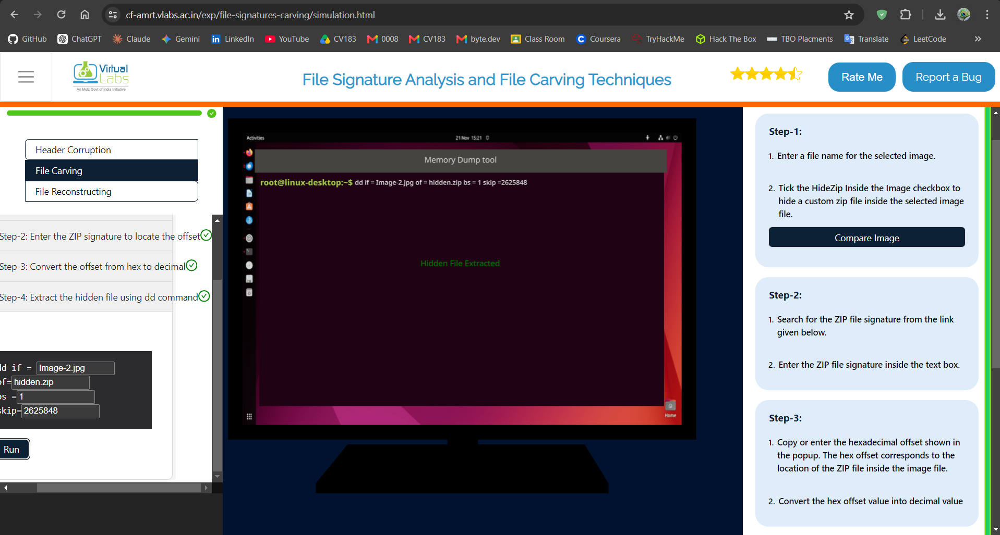 cf-amrt.vlabs.ac.in/exp/file-signatures-carving/simulation.html
GitHub ChatGPT Claude Gemini LinkedIn YouTube CV183 0008 CV183 byte.dev Class Room Coursera TryHackMe Hack The Box TBO Placments Translate LeetCode
Virtual
Labs
An MoE Govt of India Initiative
File Signature Analysis and File Carving Techniques
Rate Me
Report a Bug
Header Corruption
File Carving
File Reconstructing
Step-2: Enter the ZIP signature to locate the offset
Step-3: Convert the offset from hex to decimal
Step-4: Extract the hidden file using dd command
dd if = Image-2.jpg
of= hidden.zip
bs = 1
skip= 2625848
Run
Activities
21 Nov 15:21
Memory Dump tool
root@linux-desktop:~$ dd if = Image-2.jpg of = hidden.zip bs = 1 skip =2625848
Hidden File Extracted
Home
Step-1:
1. Enter a file name for the selected image.
2. Tick the HideZip Inside the Image checkbox to
hide a custom zip file inside the selected image
file.
Compare Image
Step-2:
1. Search for the ZIP file signature from the link
given below.
2. Enter the ZIP file signature inside the text box.
Step-3:
1. Copy or enter the hexadecimal offset shown in
the popup. The hex offset corresponds to the
location of the ZIP file inside the image file.
2. Convert the hex offset value into decimal value